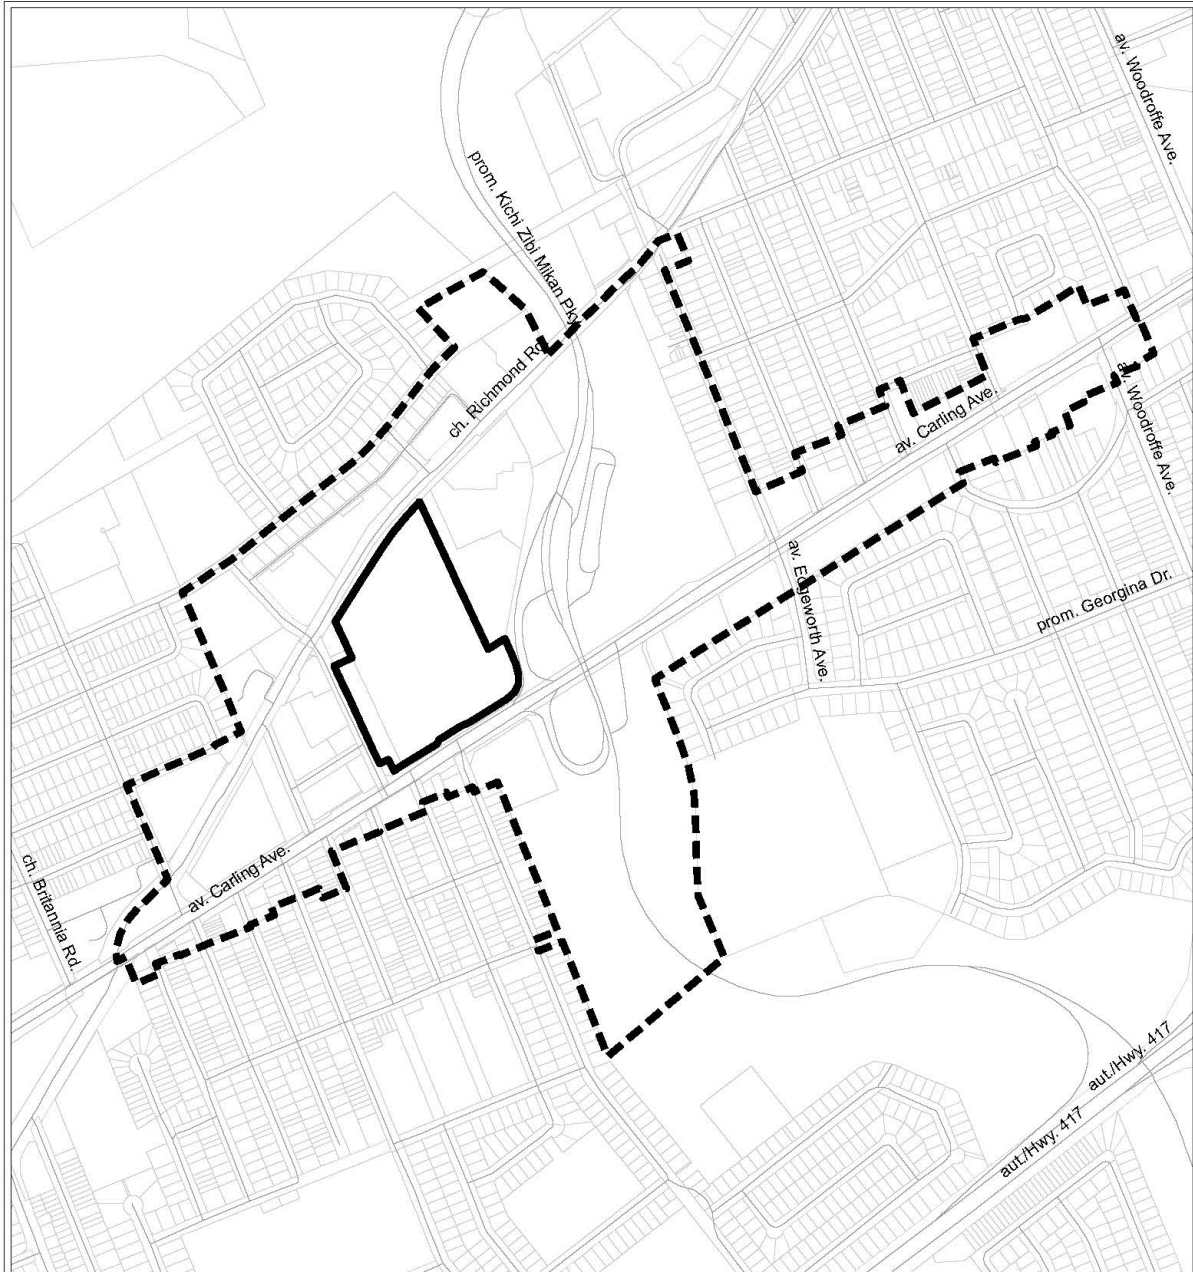 av. Woodroffe Ave.
prom. Kichi Zibi Mikan Pky
ch. Richmond Rd.
av. Carling Ave.
av. Woodroffe Ave.
av. Edgeworth Ave.
prom. Georgina Dr.
av. Carling Ave.
ch. Britannia Rd.
aut./Hwy. 417
aut./Hwy. 417